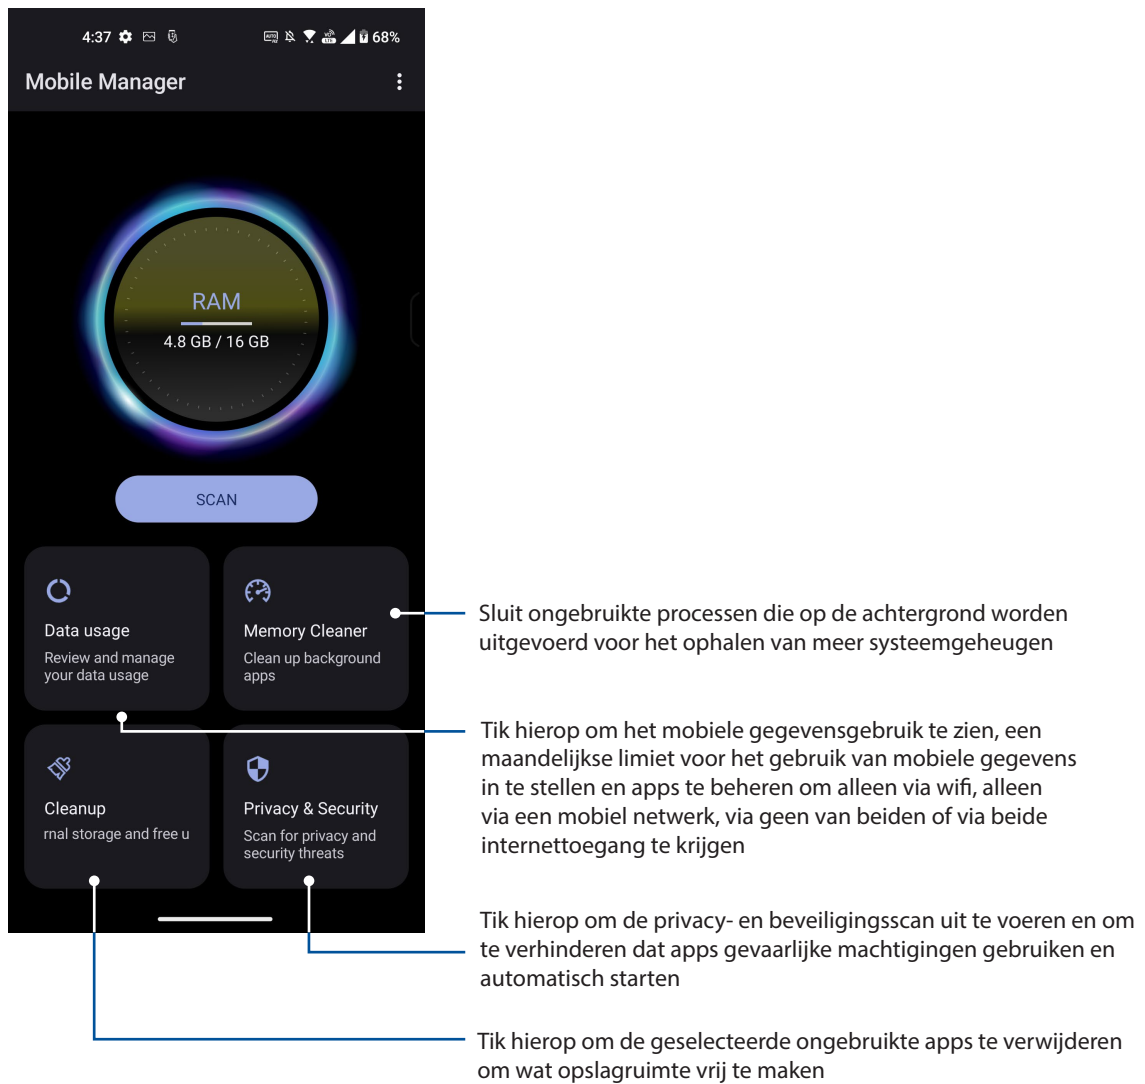 4:37
68%
Mobile Manager
RAM
4.8 GB / 16 GB
SCAN
Data usage
Review and manage
your data usage
Memory Cleaner
Clean up background
apps
Cleanup
rnal storage and free u
Privacy & Security
Scan for privacy and
security threats
Sluit ongebruikte processen die op de achtergrond worden
uitgevoerd voor het ophalen van meer systeemgeheugen
Tik hierop om het mobiele gegevensgebruik te zien, een
maandelijkse limiet voor het gebruik van mobiele gegevens
in te stellen en apps te beheren om alleen via wifi, alleen
via een mobiel netwerk, via geen van beiden of via beide
internettoegang te krijgen
Tik hierop om de privacy- en beveiligingsscan uit te voeren en om
te verhinderen dat apps gevaarlijke machtigingen gebruiken en
automatisch starten
Tik hierop om de geselecteerde ongebruikte apps te verwijderen
om wat opslagruimte vrij te maken